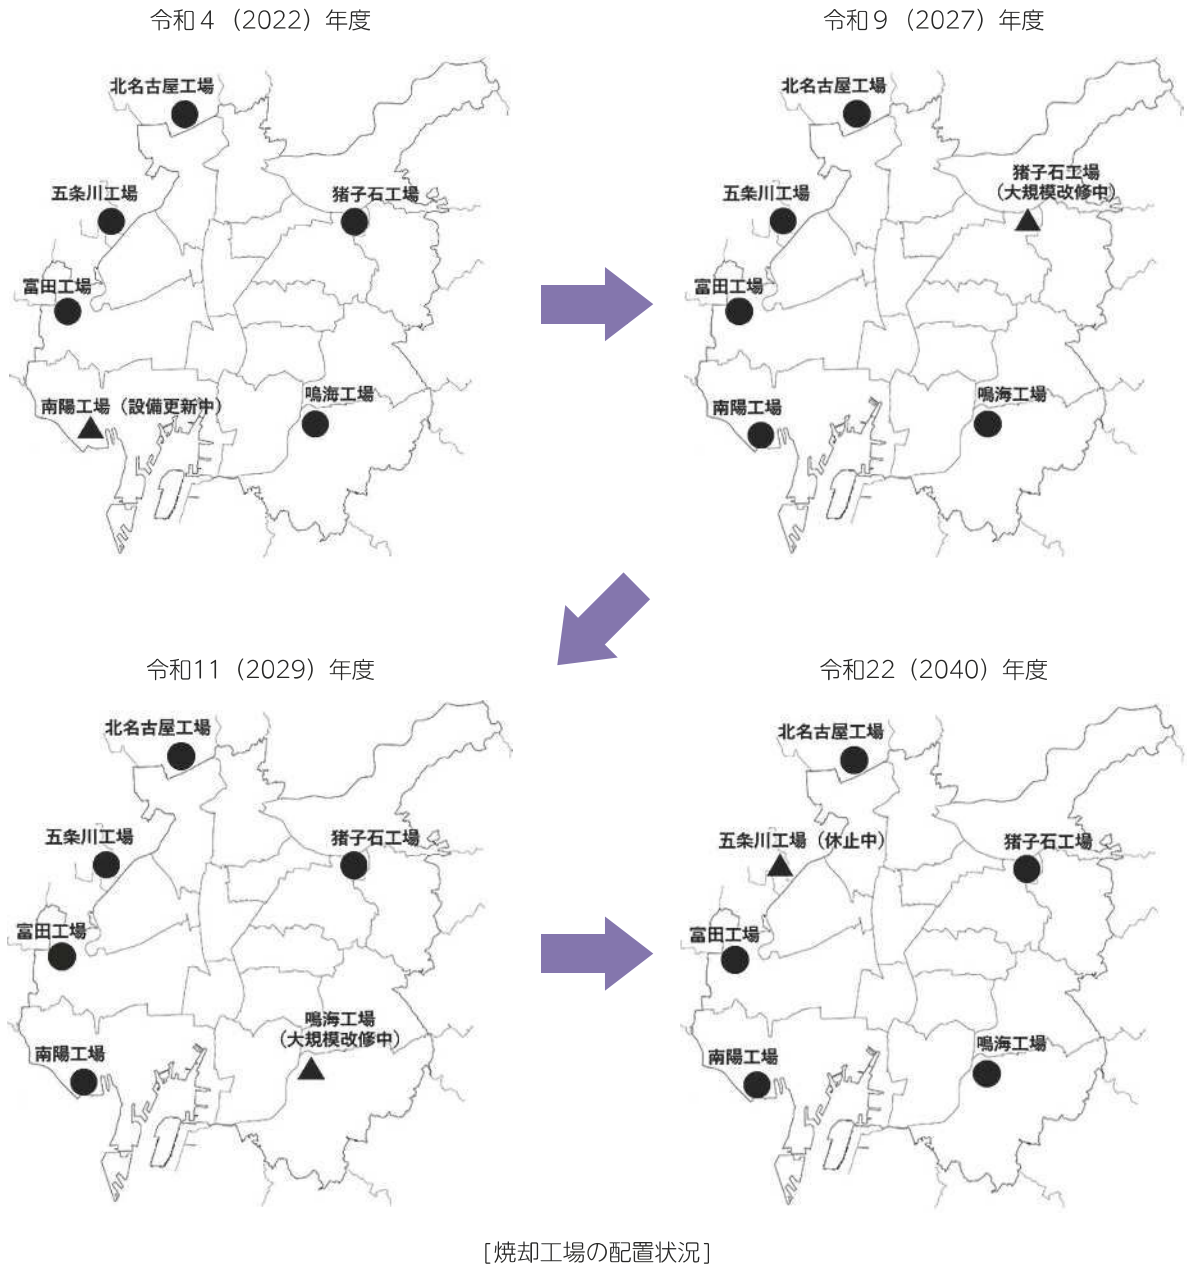 令和４（2022）年度
北名古屋工場
五条川工場
猪子石工場
富田工場
南陽工場（設備更新中）
鳴海工場
令和９（2027）年度
北名古屋工場
猪子石工場
（大規模改修中）
五条川工場
富田工場
南陽工場
鳴海工場
令和11（2029）年度
北名古屋工場
五条川工場
猪子石工場
富田工場
鳴海工場
（大規模改修中）
南陽工場
令和22（2040）年度
北名古屋工場
五条川工場（休止中）
猪子石工場
富田工場
鳴海工場
南陽工場
[焼却工場の配置状況]